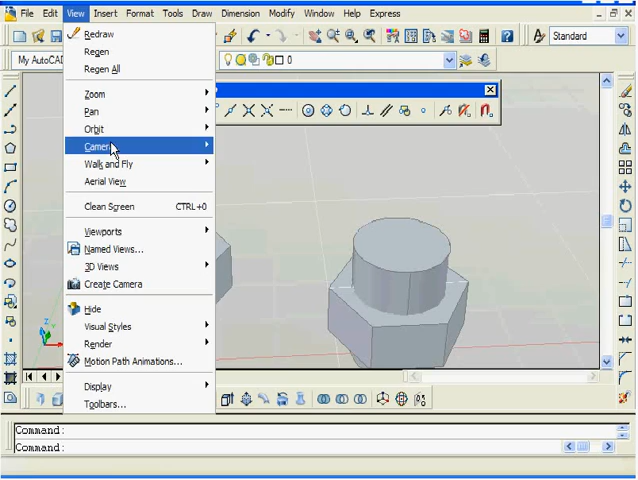 File Edit View Insert Format Tools Draw Dimension Modify Window Help Express
Standard
My AutoCAD
0
Redraw
Regen
Regen All
Zoom
Pan
Orbit
Camera
Walk and Fly
Aerial View
Clean Screen CTRL+0
Viewports
Named Views...
3D Views
Create Camera
Hide
Visual Styles
Render
Motion Path Animations...
Display
Toolbars...
Command:
Command: